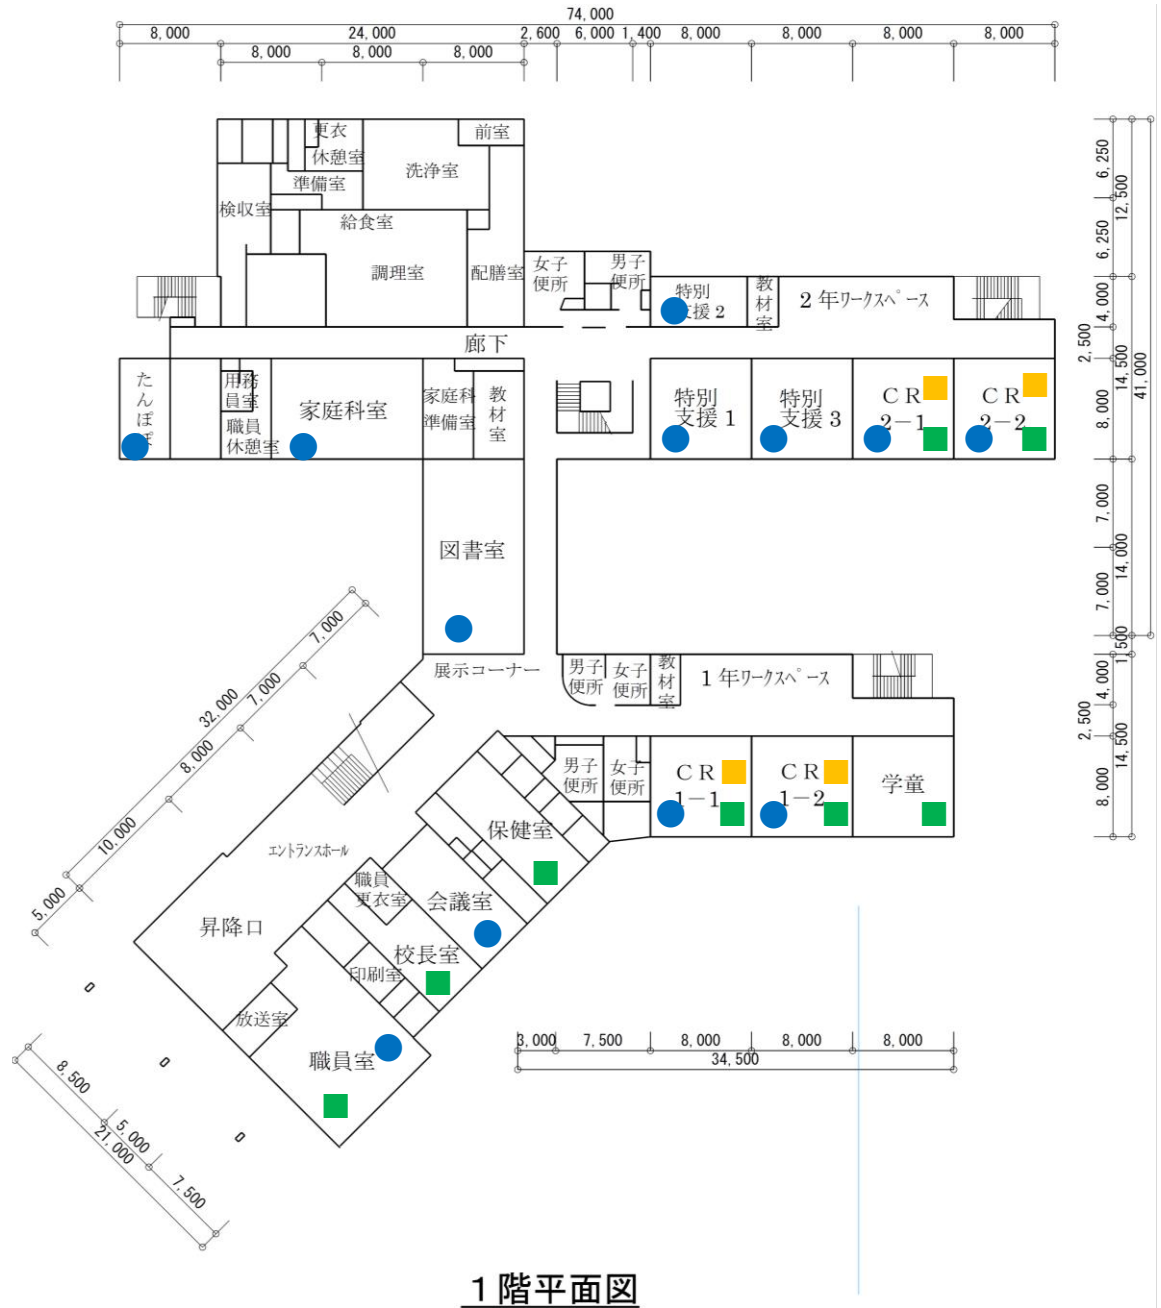 74,000
8,000
24,000
2,600
6,000
1,400
8,000
8,000
8,000
8,000
8,000
8,000
8,000
更衣
休憩室
前室
洗浄室
準備室
検収室
給食室
調理室
配膳室
女子
便所
男子
便所
特別
支援2
教
材
室
2年ワークスペース
廊下
たんぽぽ
用務
員室
職員
休憩室
家庭科室
家庭科
準備室
教
材
室
特別
支援1
特別
支援3
CR
2-1
CR
2-2
6,250
6,250
12,500
4,000
2,500
8,000
14,500
41,000
7,000
7,000
14,000
1,500
4,000
2,500
8,000
14,500
図書室
展示コーナー
男子
便所
女子
便所
教
材
室
1年ワークスペース
7,000
7,000
32,000
8,000
10,000
5,000
男子
便所
女子
便所
CR
1-1
CR
1-2
学童
保健室
エントランスホール
職員
更衣室
会議室
昇降口
校長室
印刷室
放送室
職員室
3,000
7,500
8,000
8,000
8,000
34,500
8,500
5,000
21,000
7,500
1階平面図